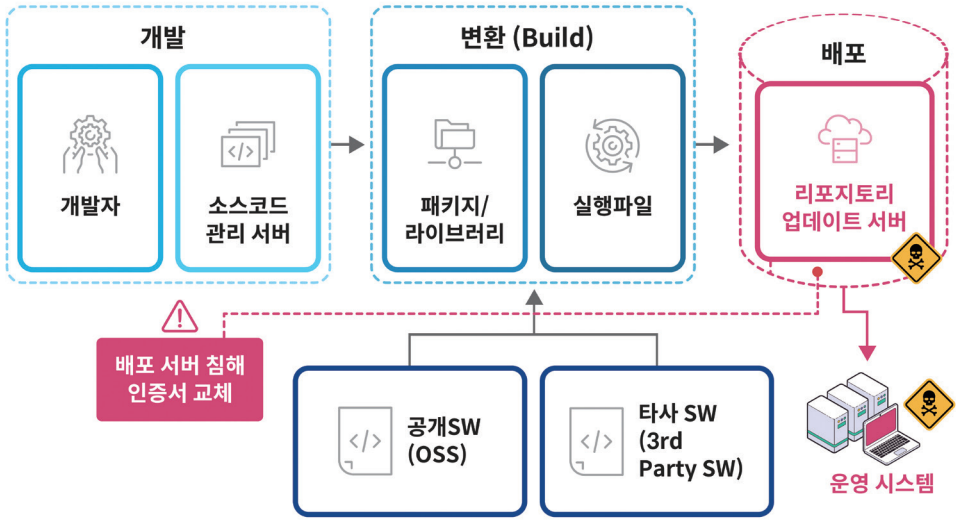 개발
개발자
소스코드
관리 서버
변환 (Build)
패키지/
라이브러리
실행파일
배포
리포지토리
업데이트 서버
배포 서버 침해
인증서 교체
공개SW
(OSS)
타사 SW
(3rd
Party SW)
운영 시스템